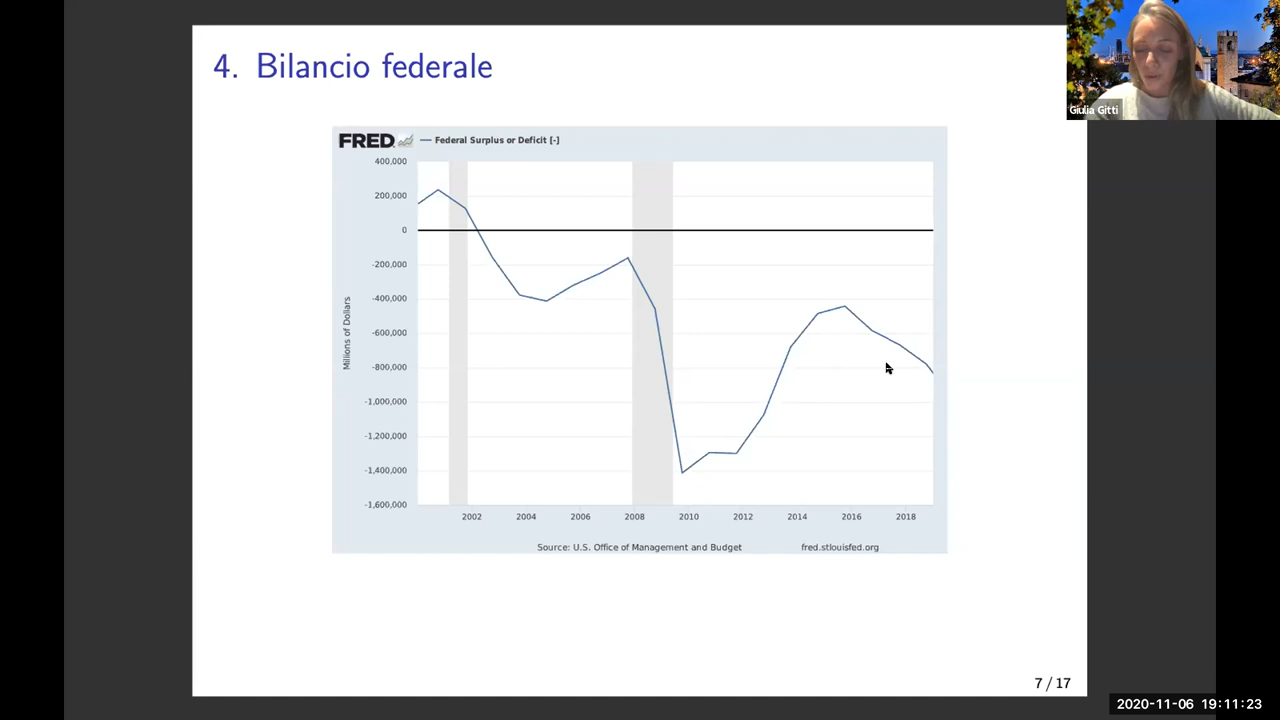 4. Bilancio federale
Giulia Gitti
FRED — Federal Surplus or Deficit [-]
400,000
200,000
0
-200,000
-400,000
-600,000
-800,000
-1,000,000
-1,200,000
-1,400,000
-1,600,000
Millions of Dollars
2002 2004 2006 2008 2010 2012 2014 2016 2018
Source: U.S. Office of Management and Budget fred.stlouisfed.org
7 / 17
2020-11-06 19:11:23